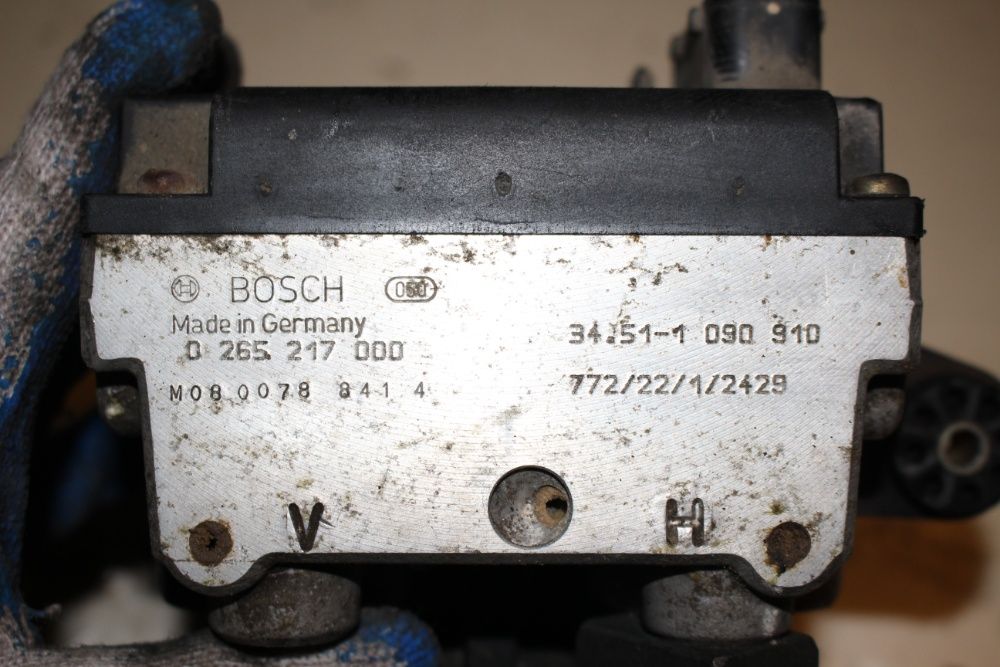 BOSCH
Made in Germany
0 265 217 000
M08 0078 841 4
34.51-1 090 910
772/22/1/2429
V
H